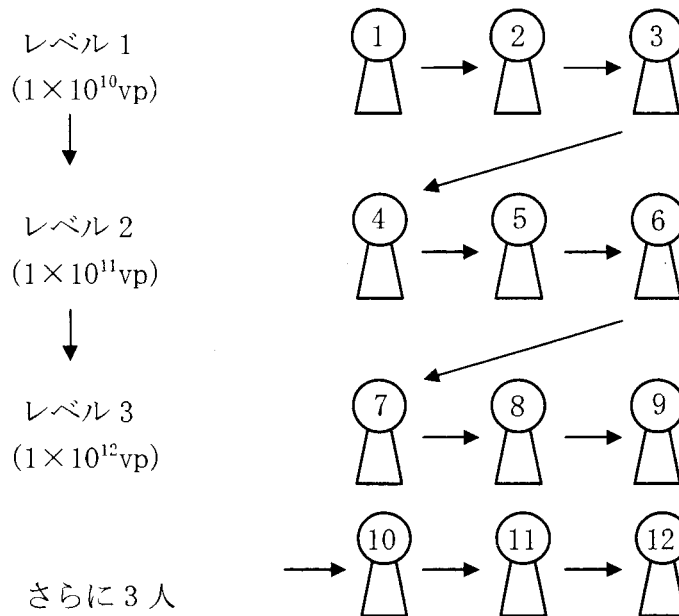 レベル 1
(1×10¹⁰vp)
1 2 3
レベル 2
(1×10¹¹vp)
4 5 6
レベル 3
(1×10¹²vp)
7 8 9
10 11 12
さらに 3 人